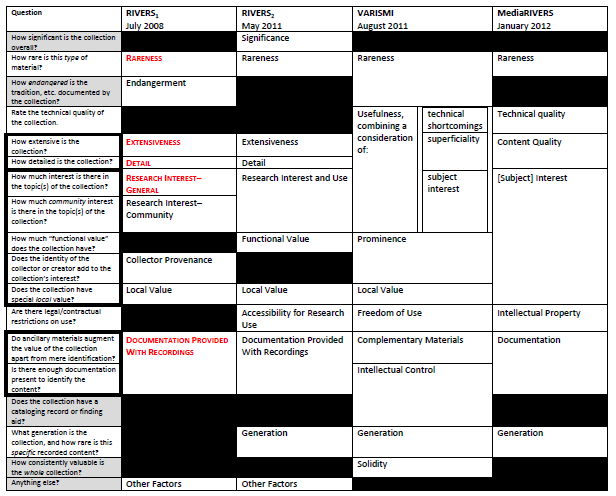 Question
RIVERS1
July 2008
RIVERS2
May 2011
VARISMI
August 2011
MediaRIVERS
January 2012
How significant is the collection
overall?
Significance
How rare is this type of
material?
RARENESS
Rareness
Rareness
Rareness
How endangered is the
tradition, etc. documented by
the collection?
Endangerment
Rate the technical quality of
the collection.
Usefulness,
combining a
consideration
of:
technical
shortcomings
superficiality
subject
interest
Technical quality
How extensive is the
collection?
EXTENSIVENESS
Extensiveness
Content Quality
How detailed is the collection?
DETAIL
Detail
How much interest is there in
the topic(s) of the collection?
RESEARCH INTEREST–
GENERAL
Research Interest and Use
[Subject] Interest
How much community interest
is there in the topic(s) of the
collection?
Research Interest–
Community
How much “functional value”
does the collection have?
Functional Value
Prominence
Does the identity of the
collector or creator add to the
collection's interest?
Collector Provenance
Does the collection have
special local value?
Local Value
Local Value
Local Value
Are there legal/contractual
restrictions on use?
Accessibility for Research
Use
Freedom of Use
Intellectual Property
Do ancillary materials augment
the value of the collection
apart from mere identification?
DOCUMENTATION PROVIDED
WITH RECORDINGS
Documentation Provided
With Recordings
Complementary Materials
Documentation
Is there enough documentation
present to identify the
content?
Intellectual Control
Does the collection have a
cataloging record or finding
aid?
What generation is the
collection, and how rare is this
specific recorded content?
Generation
Generation
Generation
How consistently valuable is
the whole collection?
Solidity
Anything else?
Other Factors
Other Factors